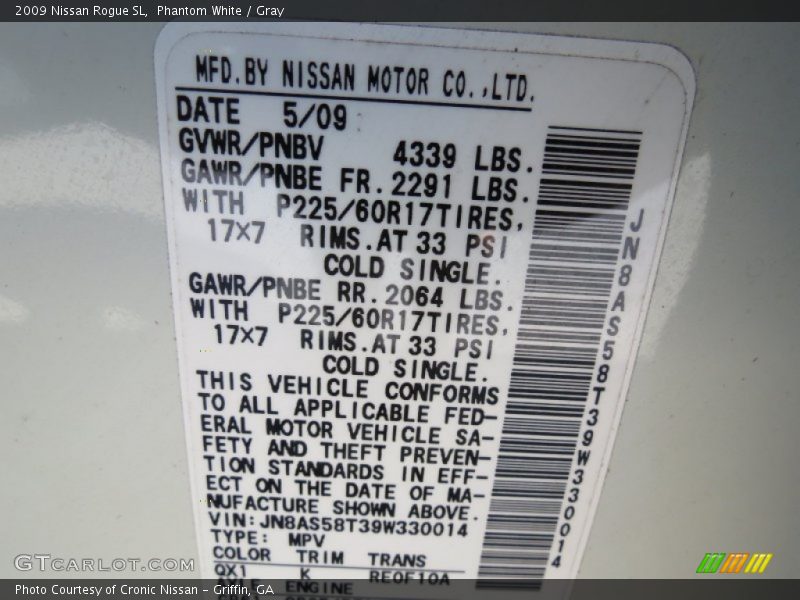 2009 Nissan Rogue SL, Phantom White / Gray
MFD.BY NISSAN MOTOR CO.,LTD.
DATE 5/09
GVWR/PNBV 4339 LBS.
GAWR/PNBE FR.2291 LBS.
WITH P225/60R17TIRES,
17×7 RIMS.AT 33 PSI
COLD SINGLE.
GAWR/PNBE RR.2064 LBS.
WITH P225/60R17TIRES,
17×7 RIMS.AT 33 PSI
COLD SINGLE.
THIS VEHICLE CONFORMS
TO ALL APPLICABLE FED-
ERAL MOTOR VEHICLE SA-
FETY AND THEFT PREVEN-
TION STANDARDS IN EFF-
ECT ON THE DATE OF MA-
NUFACTURE SHOWN ABOVE.
VIN:JN8AS58T39W330014
TYPE: MPV
COLOR TRIM TRANS
QX1 K RE0F10A
ENGINE
JN8AS58T39W330014
GTCARLOT.COM
Photo Courtesy of Cronic Nissan - Griffin, GA